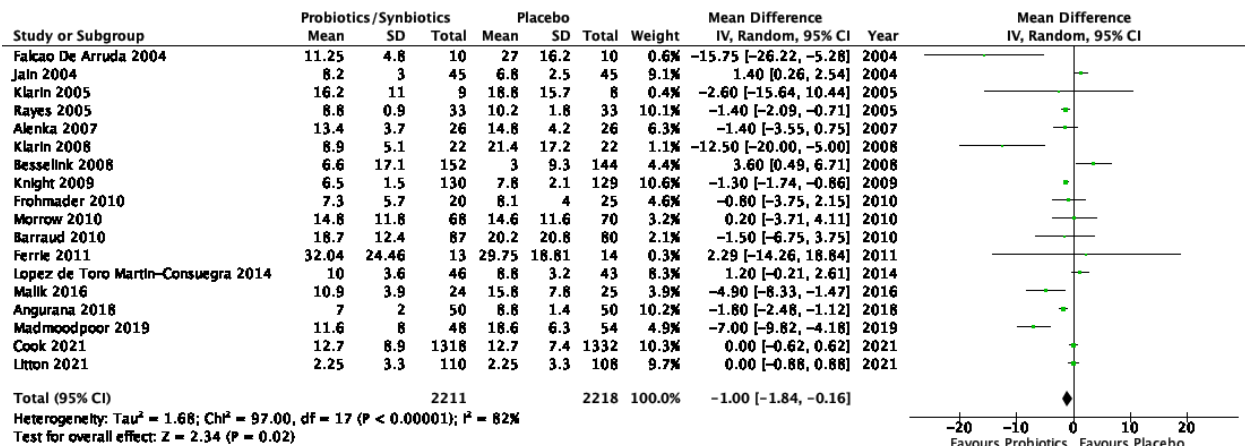 Probiotics/Synbiotics Placebo Mean Difference Mean Difference
Study or Subgroup Mean SD Total Mean SD Total Weight IV, Random, 95% CI Year IV, Random, 95% CI
Falcao De Arruda 2004 11.25 4.8 10 27 16.2 10 0.6% -15.75 [-26.22, -5.28] 2004
Jain 2004 8.2 3 45 6.8 2.5 45 9.1% 1.40 [0.26, 2.54] 2004
Klarin 2005 16.2 11 9 18.8 15.7 8 0.4% -2.60 [-15.64, 10.44] 2005
Rayes 2005 8.8 0.9 33 10.2 1.8 33 10.1% -1.40 [-2.09, -0.71] 2005
Alenka 2007 13.4 3.7 26 14.8 4.2 26 6.3% -1.40 [-3.55, 0.75] 2007
Klarin 2008 8.9 5.1 22 21.4 17.2 22 1.1% -12.50 [-20.00, -5.00] 2008
Besselink 2008 6.6 17.1 152 3 9.3 144 4.4% 3.60 [0.49, 6.71] 2008
Knight 2009 6.5 1.5 130 7.8 2.1 129 10.6% -1.30 [-1.74, -0.86] 2009
Frohmader 2010 7.3 5.7 20 8.1 4 25 4.6% -0.80 [-3.75, 2.15] 2010
Morrow 2010 14.8 11.8 68 14.6 11.6 70 3.2% 0.20 [-3.71, 4.11] 2010
Barraud 2010 18.7 12.4 87 20.2 20.8 80 2.1% -1.50 [-6.75, 3.75] 2010
Ferrie 2011 32.04 24.46 13 29.75 18.81 14 0.3% 2.29 [-14.26, 18.84] 2011
Lopez de Toro Martin-Consuegra 2014 10 3.6 46 8.8 3.2 43 8.3% 1.20 [-0.21, 2.61] 2014
Malik 2016 10.9 3.9 24 15.8 7.8 25 3.9% -4.90 [-8.33, -1.47] 2016
Angurana 2018 7 2 50 8.8 1.4 50 10.2% -1.80 [-2.48, -1.12] 2018
Madmoodpoor 2019 11.6 8 48 18.6 6.3 54 4.9% -7.00 [-9.82, -4.18] 2019
Cook 2021 12.7 8.9 1318 12.7 7.4 1332 10.3% 0.00 [-0.62, 0.62] 2021
Litton 2021 2.25 3.3 110 2.25 3.3 108 9.7% 0.00 [-0.88, 0.88] 2021
Total (95% CI) 2211 2218 100.0% -1.00 [-1.84, -0.16]
Heterogeneity: Tau² = 1.68; Chi² = 97.00, df = 17 (P < 0.00001); I² = 82%
Test for overall effect: Z = 2.34 (P = 0.02)
-20 -10 0 10 20
Favours Probiotics Favours Placebo